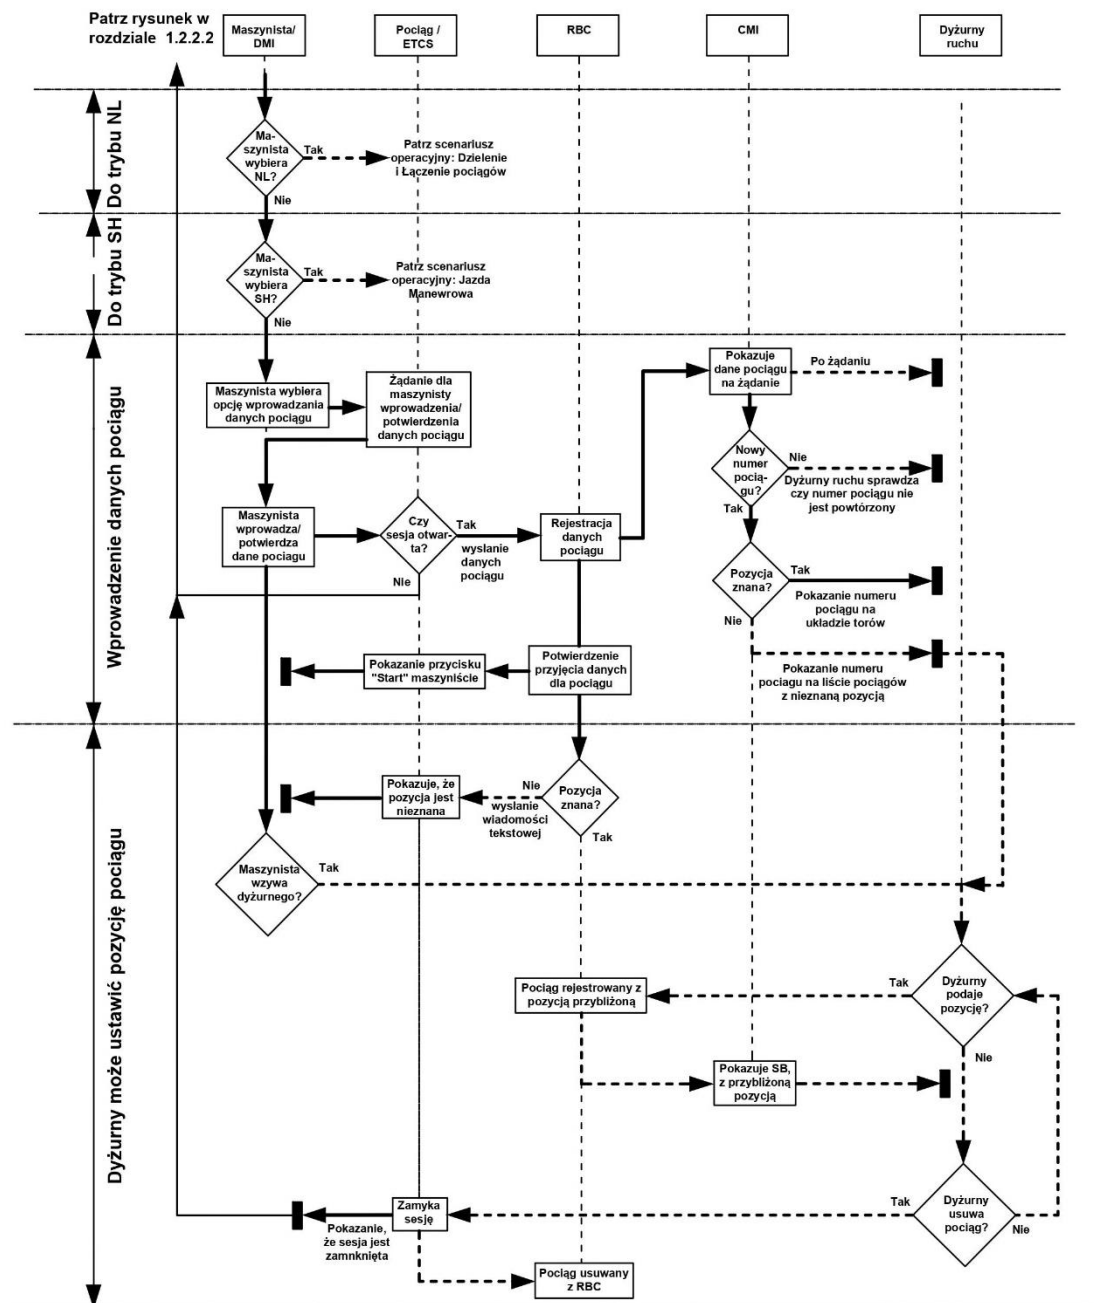 Patrz rysunek w
rozdziale 1.2.2.2
Maszynista/
DMI
Pociąg /
ETCS
RBC
CMI
Dyżurny
ruchu
Do trybu NL
Ma-
szynista
wybiera
NL?
Tak
Patrz scenariusz
operacyjny: Dzielenie
i Łączenie pociągów
Nie
Do trybu SH
Ma-
szynista
wybiera
SH?
Tak
Patrz scenariusz
operacyjny: Jazda
Manewrowa
Nie
Wprowadzenie danych pociągu
Maszynista wybiera
opcję wprowadzania
danych pociągu
Żądanie dla
maszynisty
wprowadzenia/
potwierdzenia
danych pociągu
Pokazuje
dane pociągu
na żądanie
Po żądaniu
Nowy
numer
pocią-
gu?
Nie
Dyżurny ruchu sprawdza
czy numer pociągu nie
jest powtórzony
Tak
Maszynista
wprowadza/
potwierdza
dane pociagu
Czy
sesja otwar-
ta?
Tak
wysłanie
danych
pociągu
Nie
Rejestracja
danych
pociągu
Pozycja
znana?
Tak
Pokazanie numeru
pociągu na
układzie torów
Nie
Pokazanie numeru
pociagu na liście pociągów
z nieznaną pozycją
Pokazanie przycisku
"Start" maszyniście
Potwierdzenie
przyjęcia danych
dla pociągu
Dyżurny może ustawić pozycję pociągu
Pokazuje, że
pozycja jest
nieznana
NIe
wysłanie
wiadomości
tekstowej
Pozycja
znana?
Tak
Maszynista
wzywa
dyżurnego?
Tak
Pociąg rejestrowany z
pozycją przybliżoną
Tak
Dyżurny
podaje
pozycję?
Nie
Pokazuje SB,
z przybliżoną
pozycją
Zamyka
sesję
Pokazanie,
że sesja jest
zamnknięta
Tak
Dyżurny
usuwa
pociąg?
Nie
Pociąg usuwany
z RBC